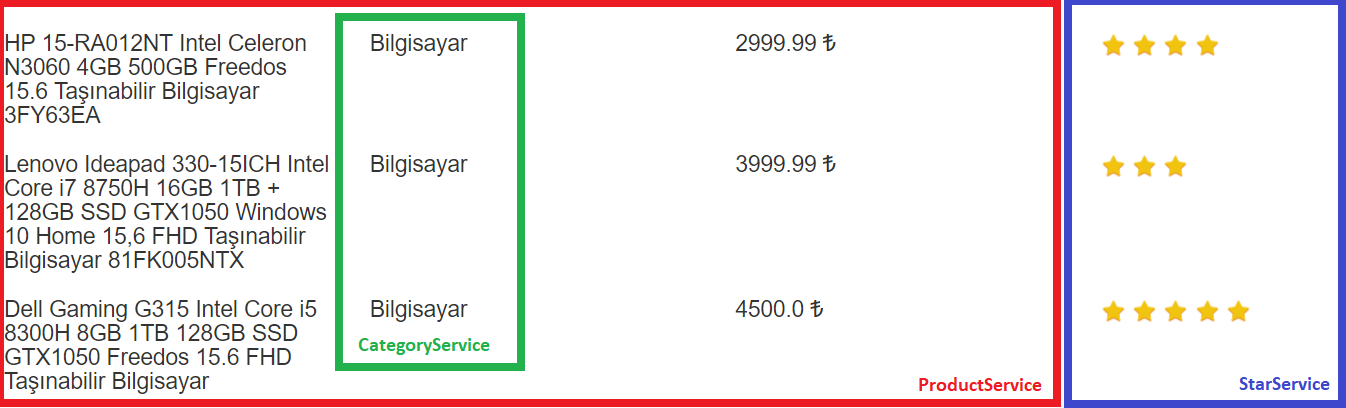 HP 15-RA012NT Intel Celeron
N3060 4GB 500GB Freedos
15.6 Taşınabilir Bilgisayar
3FY63EA
Bilgisayar
2999.99 ₺
Lenovo Ideapad 330-15ICH Intel
Core i7 8750H 16GB 1TB +
128GB SSD GTX1050 Windows
10 Home 15,6 FHD Taşınabilir
Bilgisayar 81FK005NTX
Bilgisayar
3999.99 ₺
Dell Gaming G315 Intel Core i5
8300H 8GB 1TB 128GB SSD
GTX1050 Freedos 15.6 FHD
Taşınabilir Bilgisayar
Bilgisayar
4500.0 ₺
CategoryService
ProductService
StarService